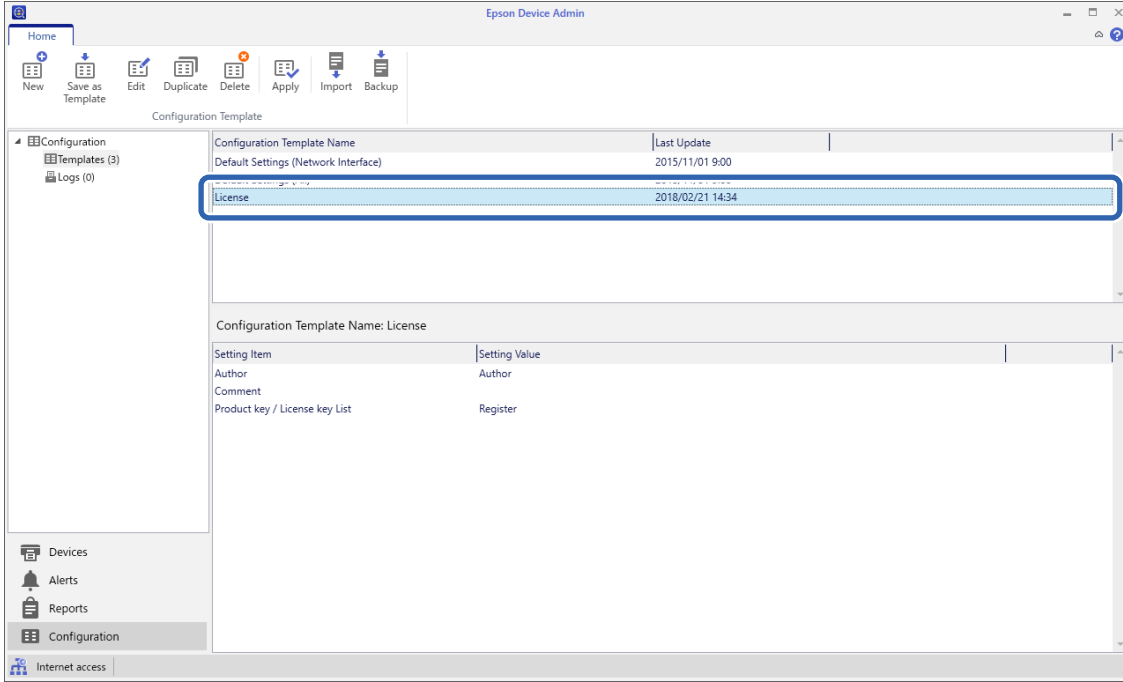 Epson Device Admin
Home
New
Save as
Template
Edit
Duplicate
Delete
Apply
Import
Backup
Configuration Template
Configuration
Templates (3)
Logs (0)
Configuration Template Name Last Update
Default Settings (Network Interface) 2015/11/01 9:00
License 2018/02/21 14:34
Configuration Template Name: License
Setting Item Setting Value
Author Author
Comment
Product key / License key List Register
Devices
Alerts
Reports
Configuration
Internet access